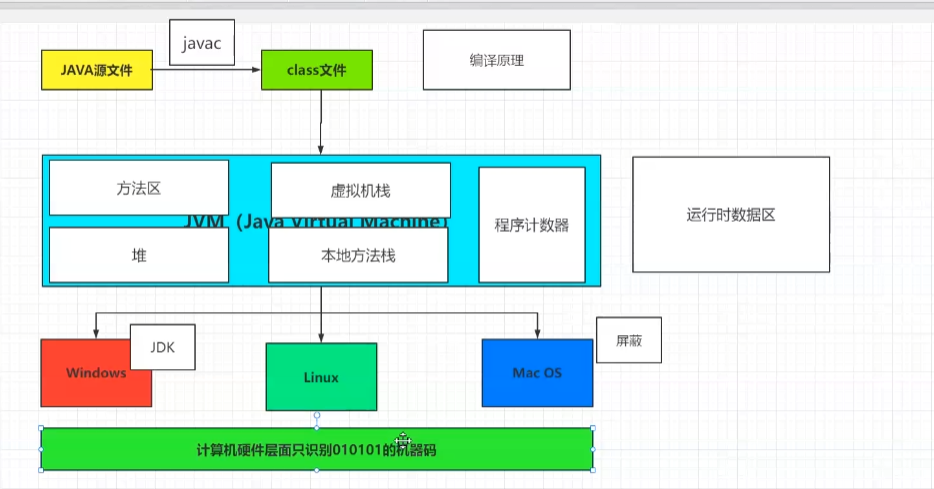 javac
JAVA源文件
class文件
编译原理
方法区
虚拟机栈
程序计数器
运行时数据区
JVM（Java Virtual Machine）
堆
本地方法栈
JDK
屏蔽
Windows
Linux
Mac OS
计算机硬件层面只识别010101的机器码